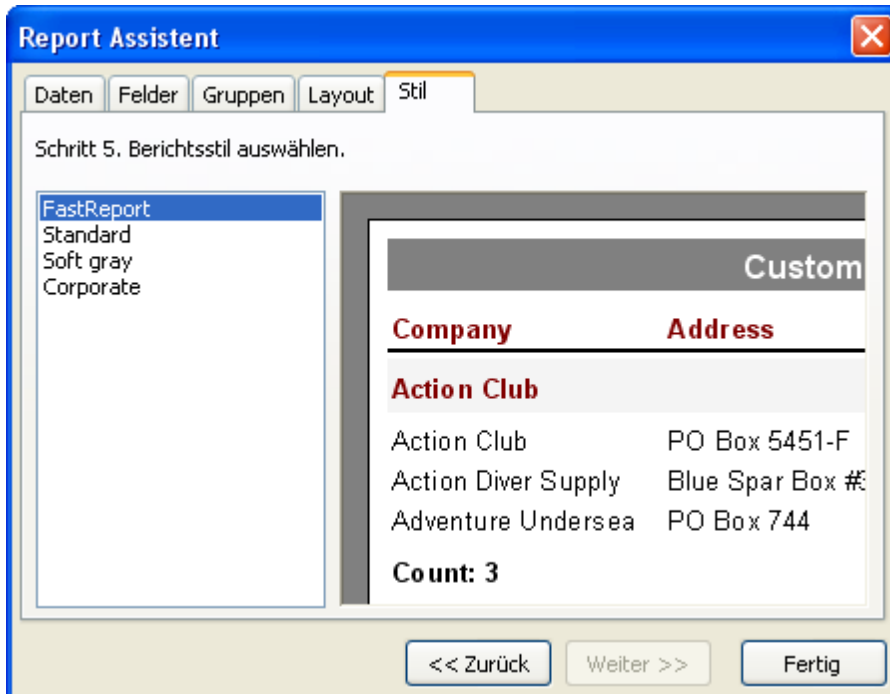 Report Assistent
Daten Felder Gruppen Layout Stil
Schritt 5. Berichtsstil auswählen.
FastReport
Standard
Soft gray
Corporate
Custom
Company Address
Action Club
Action Club PO Box 5451-F
Action Diver Supply Blue Spar Box #3
Adventure Undersea PO Box 744
Count: 3
<< Zurück Weiter >> Fertig